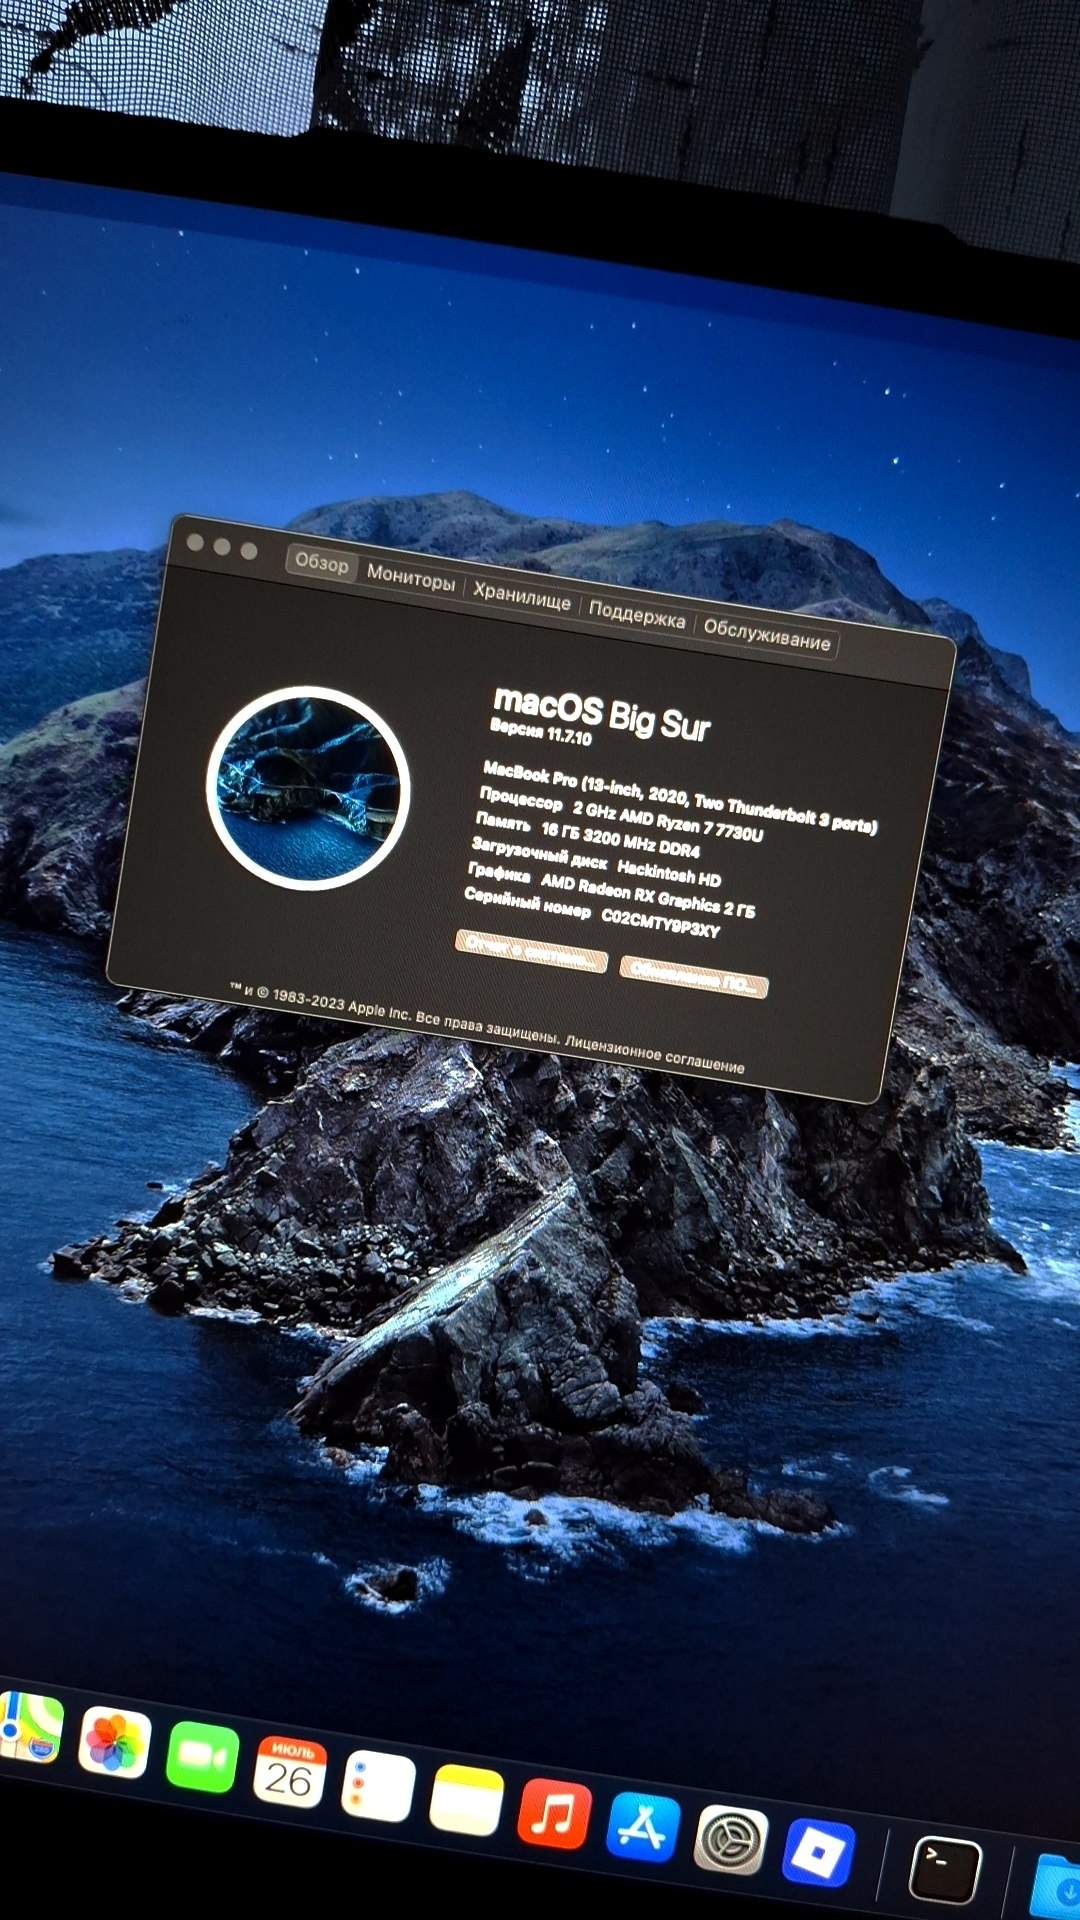 Обзор
Мониторы
Хранилище
Поддержка
Обслуживание
macOS Big Sur
Версия 11.7.10
MacBook Pro (13-inch, 2020, Two Thunderbolt 3 ports)
Процессор 2 GHz AMD Ryzen 7 7730U
Память 16 ГБ 3200 MHz DDR4
Загрузочный диск Hackintosh HD
Графика AMD Radeon RX Graphics 2 ГБ
Серийный номер C02CMTY9P3XY
ПО...
™ и © 1983-2023 Apple Inc. Все права защищены. Лицензионное соглашение
280
ИЮЛЬ
26
>_